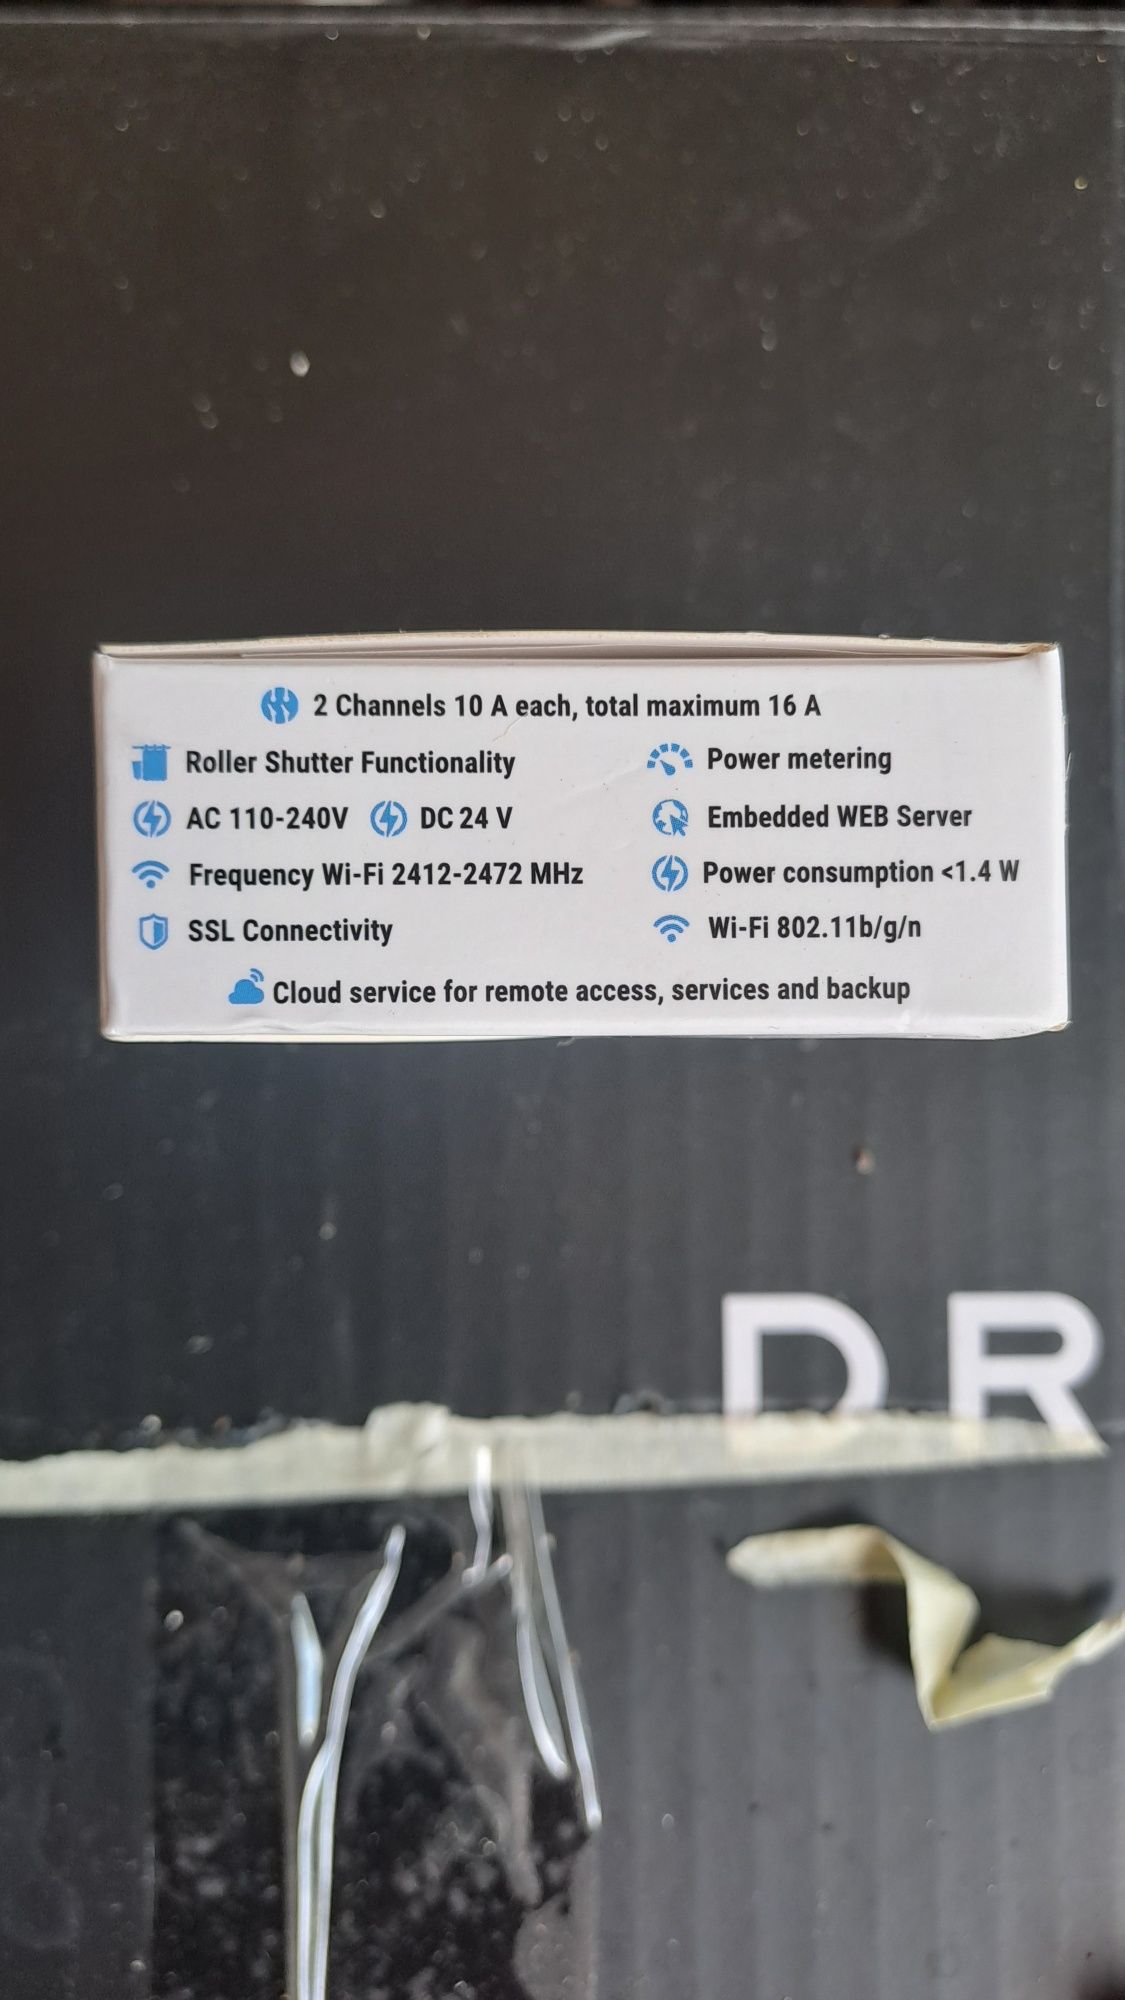 2 Channels 10 A each, total maximum 16 A
Roller Shutter Functionality
Power metering
AC 110-240V DC 24 V
Embedded WEB Server
Frequency Wi-Fi 2412-2472 MHz
Power consumption <1.4 W
SSL Connectivity
Wi-Fi 802.11b/g/n
Cloud service for remote access, services and backup
DR